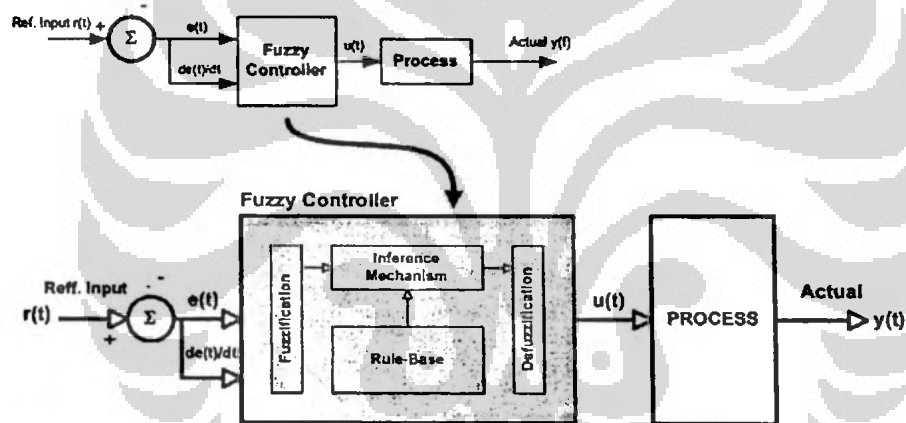 Ref. Input r(t)
+
-
Σ
e(t)
de(t)/dt
Fuzzy
Controller
u(t)
Process
Actual y(t)
Fuzzy Controller
Reff. Input
r(t)
+
-
Σ
e(t)
de(t)/dt
Fuzzification
Inference
Mechanism
Rule-Base
Defuzzification
u(t)
PROCESS
Actual
y(t)